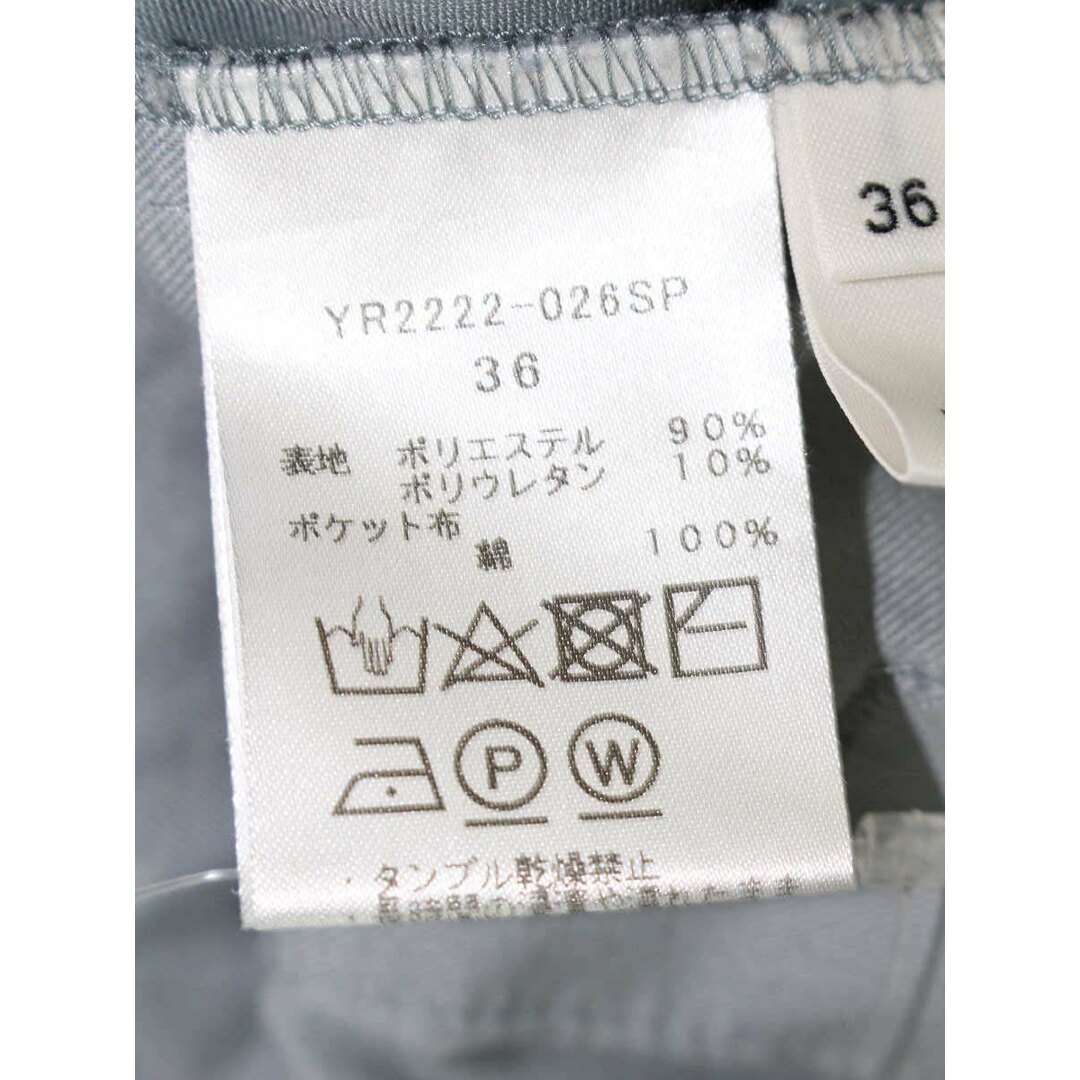 YR2222-026SP
36
表地 ポリエステル 90%
ポリウレタン 10%
ポケット布
綿 100%
P W
・タンブル乾燥禁止
36